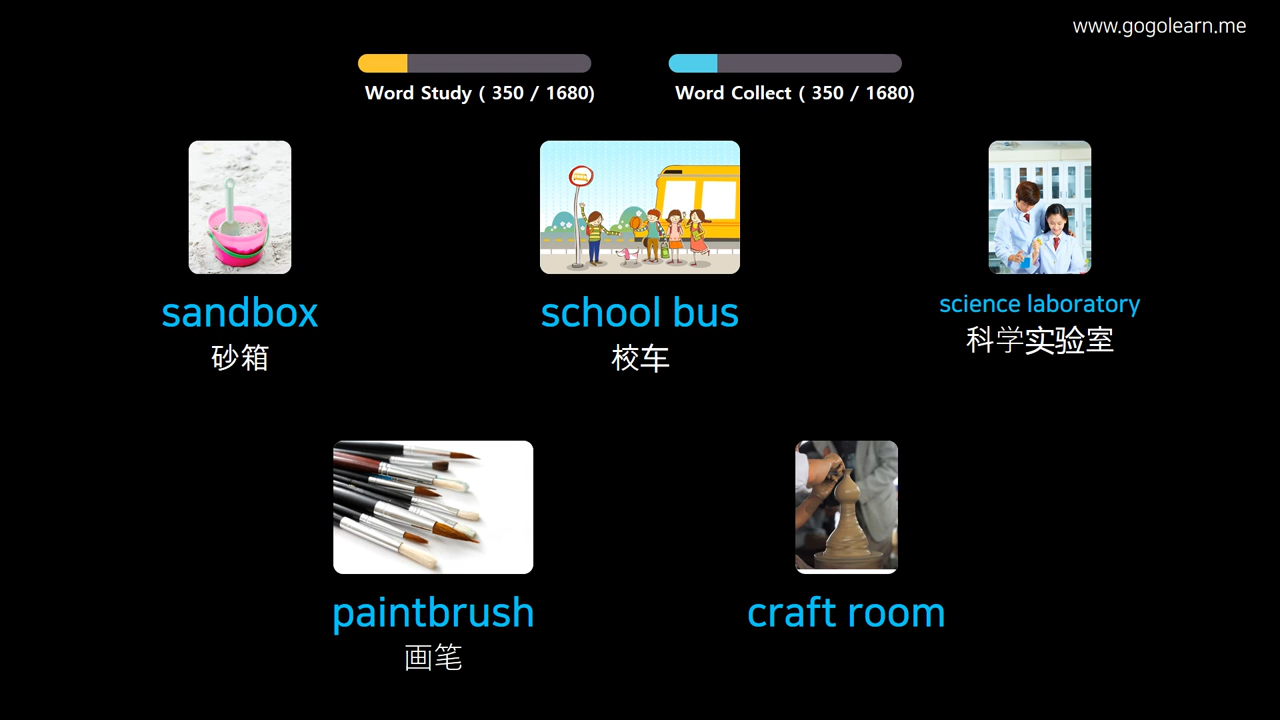 www.gogolearn.me
Word Study ( 350 / 1680)
Word Collect ( 350 / 1680)
sandbox
砂箱
school bus
校车
science laboratory
科学实验室
paintbrush
画笔
craft room